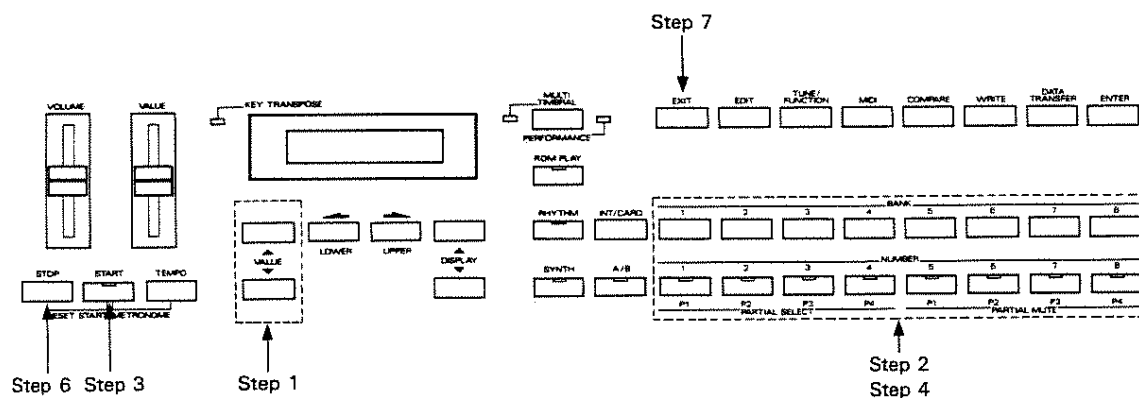 Step 7
VOLUME VALUE KEY TRANSPOSE MULTI TIMBRAL EXIT EDIT TUNE/FUNCTION MIDI COMPARE WRITE DATA TRANSFER ENTER
PERFORMANCE
ROM PLAY
BANK
RHYTHM INT/CARD 1 2 3 4 5 6 7 8
LOWER UPPER
VALUE DISPLAY
NUMBER
STOP START TEMPO SYNTH A/B 1 2 3 4 5 6 7 8
P1 P2 P3 P4 P1 P2 P3 P4
START METRONOME PARTIAL SELECT PARTIAL MUTE
Step 6 Step 3 Step 1 Step 2
Step 4